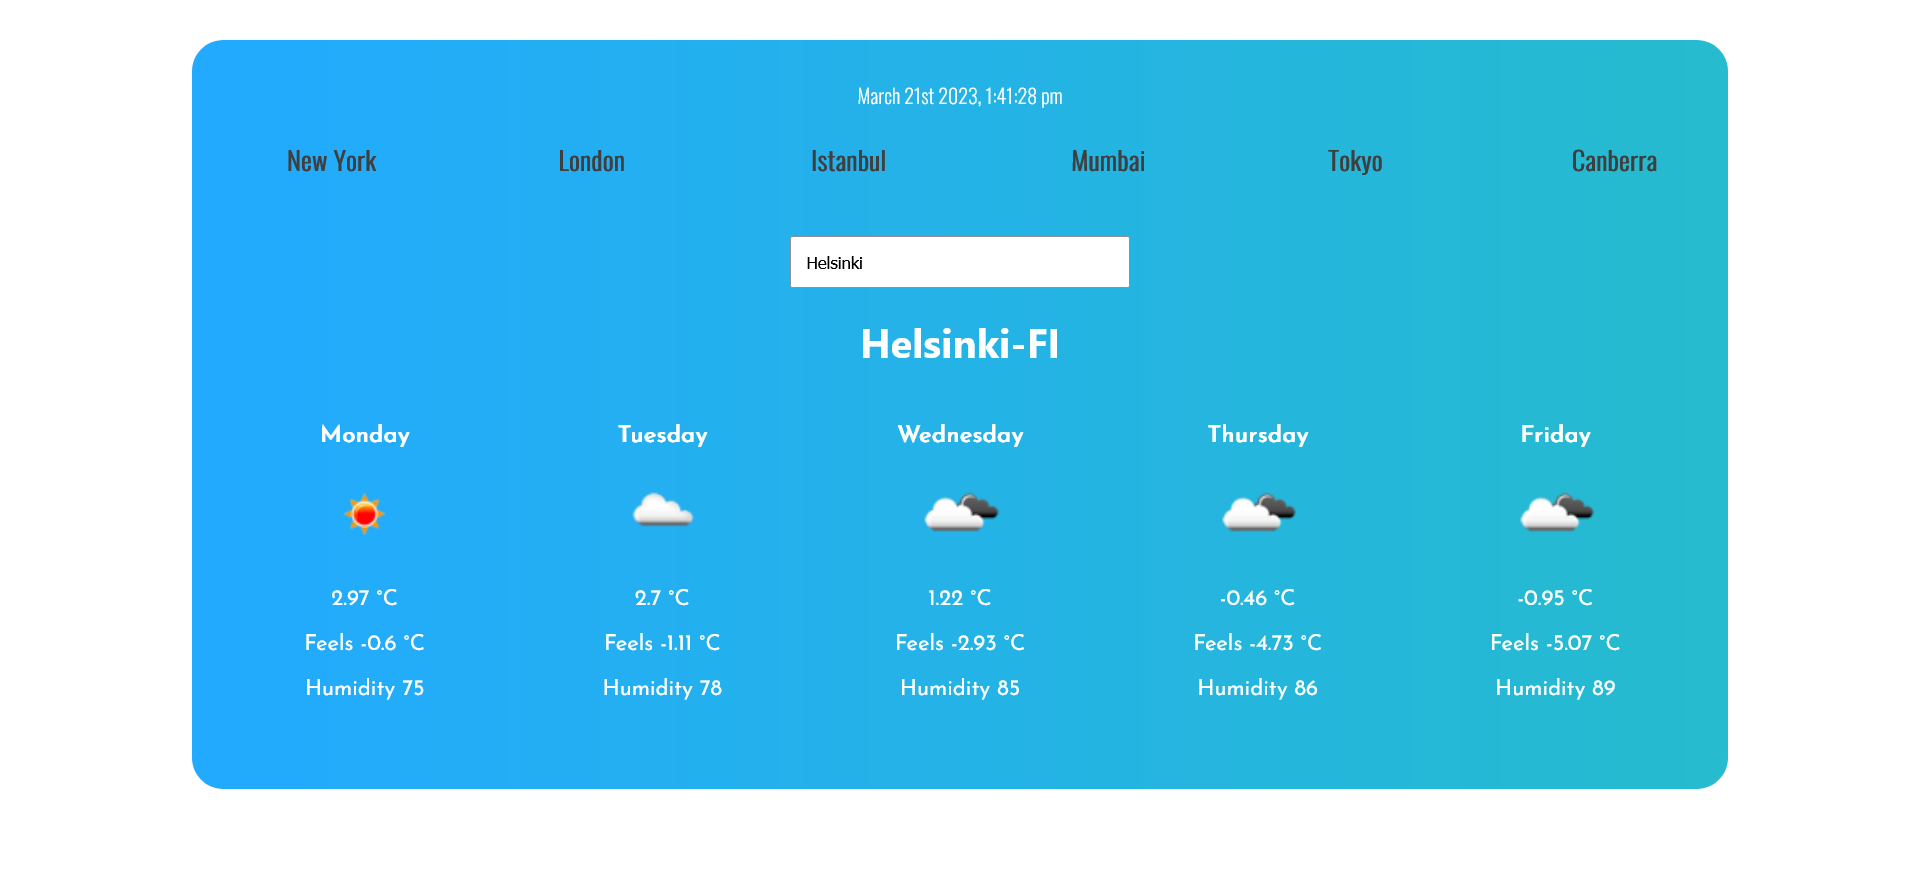 March 21st 2023, 1:41:28 pm
New York London Istanbul Mumbai Tokyo Canberra
Helsinki
Helsinki-FI
Monday Tuesday Wednesday Thursday Friday
2.97 °C 2.7 °C 1.22 °C -0.46 °C -0.95 °C
Feels -0.6 °C Feels -1.11 °C Feels -2.93 °C Feels -4.73 °C Feels -5.07 °C
Humidity 75 Humidity 78 Humidity 85 Humidity 86 Humidity 89